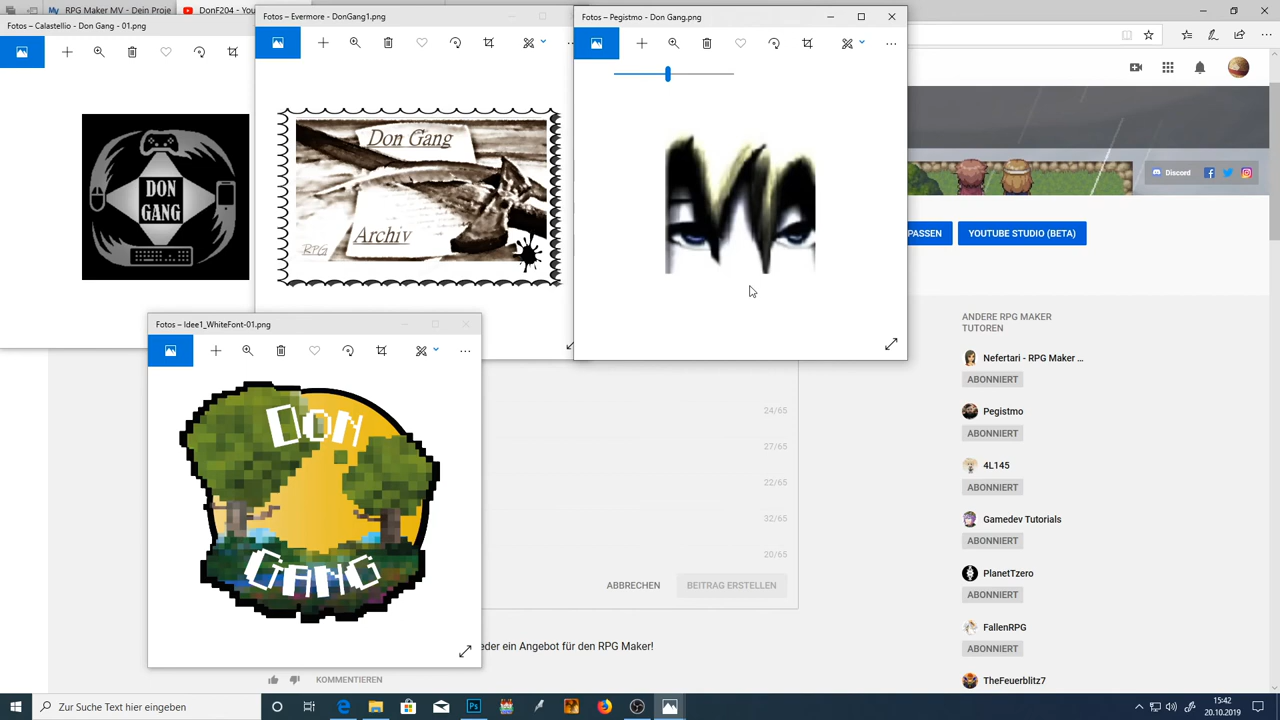 RPG Maker MV - Dein Proje
DonF204 -
Fotos – Calastellio - Don Gang - 01.png
Fotos – Evermore - DonGang1.png
Fotos – Pegistmo - Don Gang.png
DON
GANG
Don Gang
Archiv
RPG
Discord
PASSEN
YOUTUBE STUDIO (BETA)
ANDERE RPG MAKER
TUTOREN
Nefertari - RPG Maker ...
ABONNIERT
Pegistmo
ABONNIERT
4L145
ABONNIERT
Gamedev Tutorials
ABONNIERT
PlanetTzero
ABONNIERT
FallenRPG
ABONNIERT
TheFeuerblitz7
Fotos – Idee1_WhiteFont-01.png
DON
GANG
24/65
27/65
22/65
32/65
20/65
ABBRECHEN
BEITRAG ERSTELLEN
eder ein Angebot für den RPG Maker!
KOMMENTIEREN
Zur Suche Text hier eingeben
Ps
15:42
20.10.2019